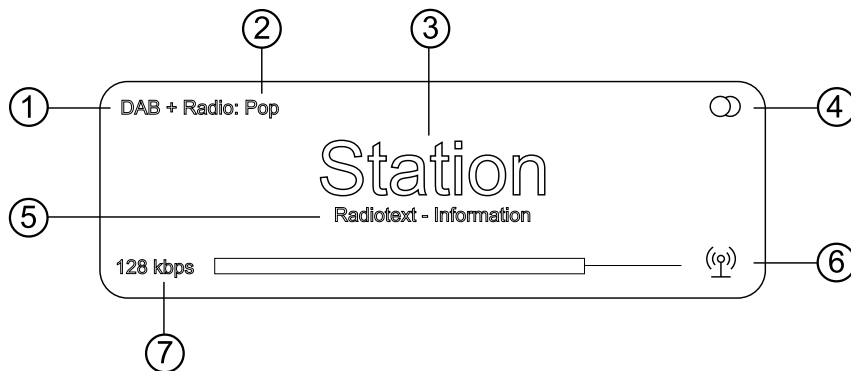 2
3
1
DAB + Radio: Pop
4
Station
5
Radiotext - Information
128 kbps
6
7